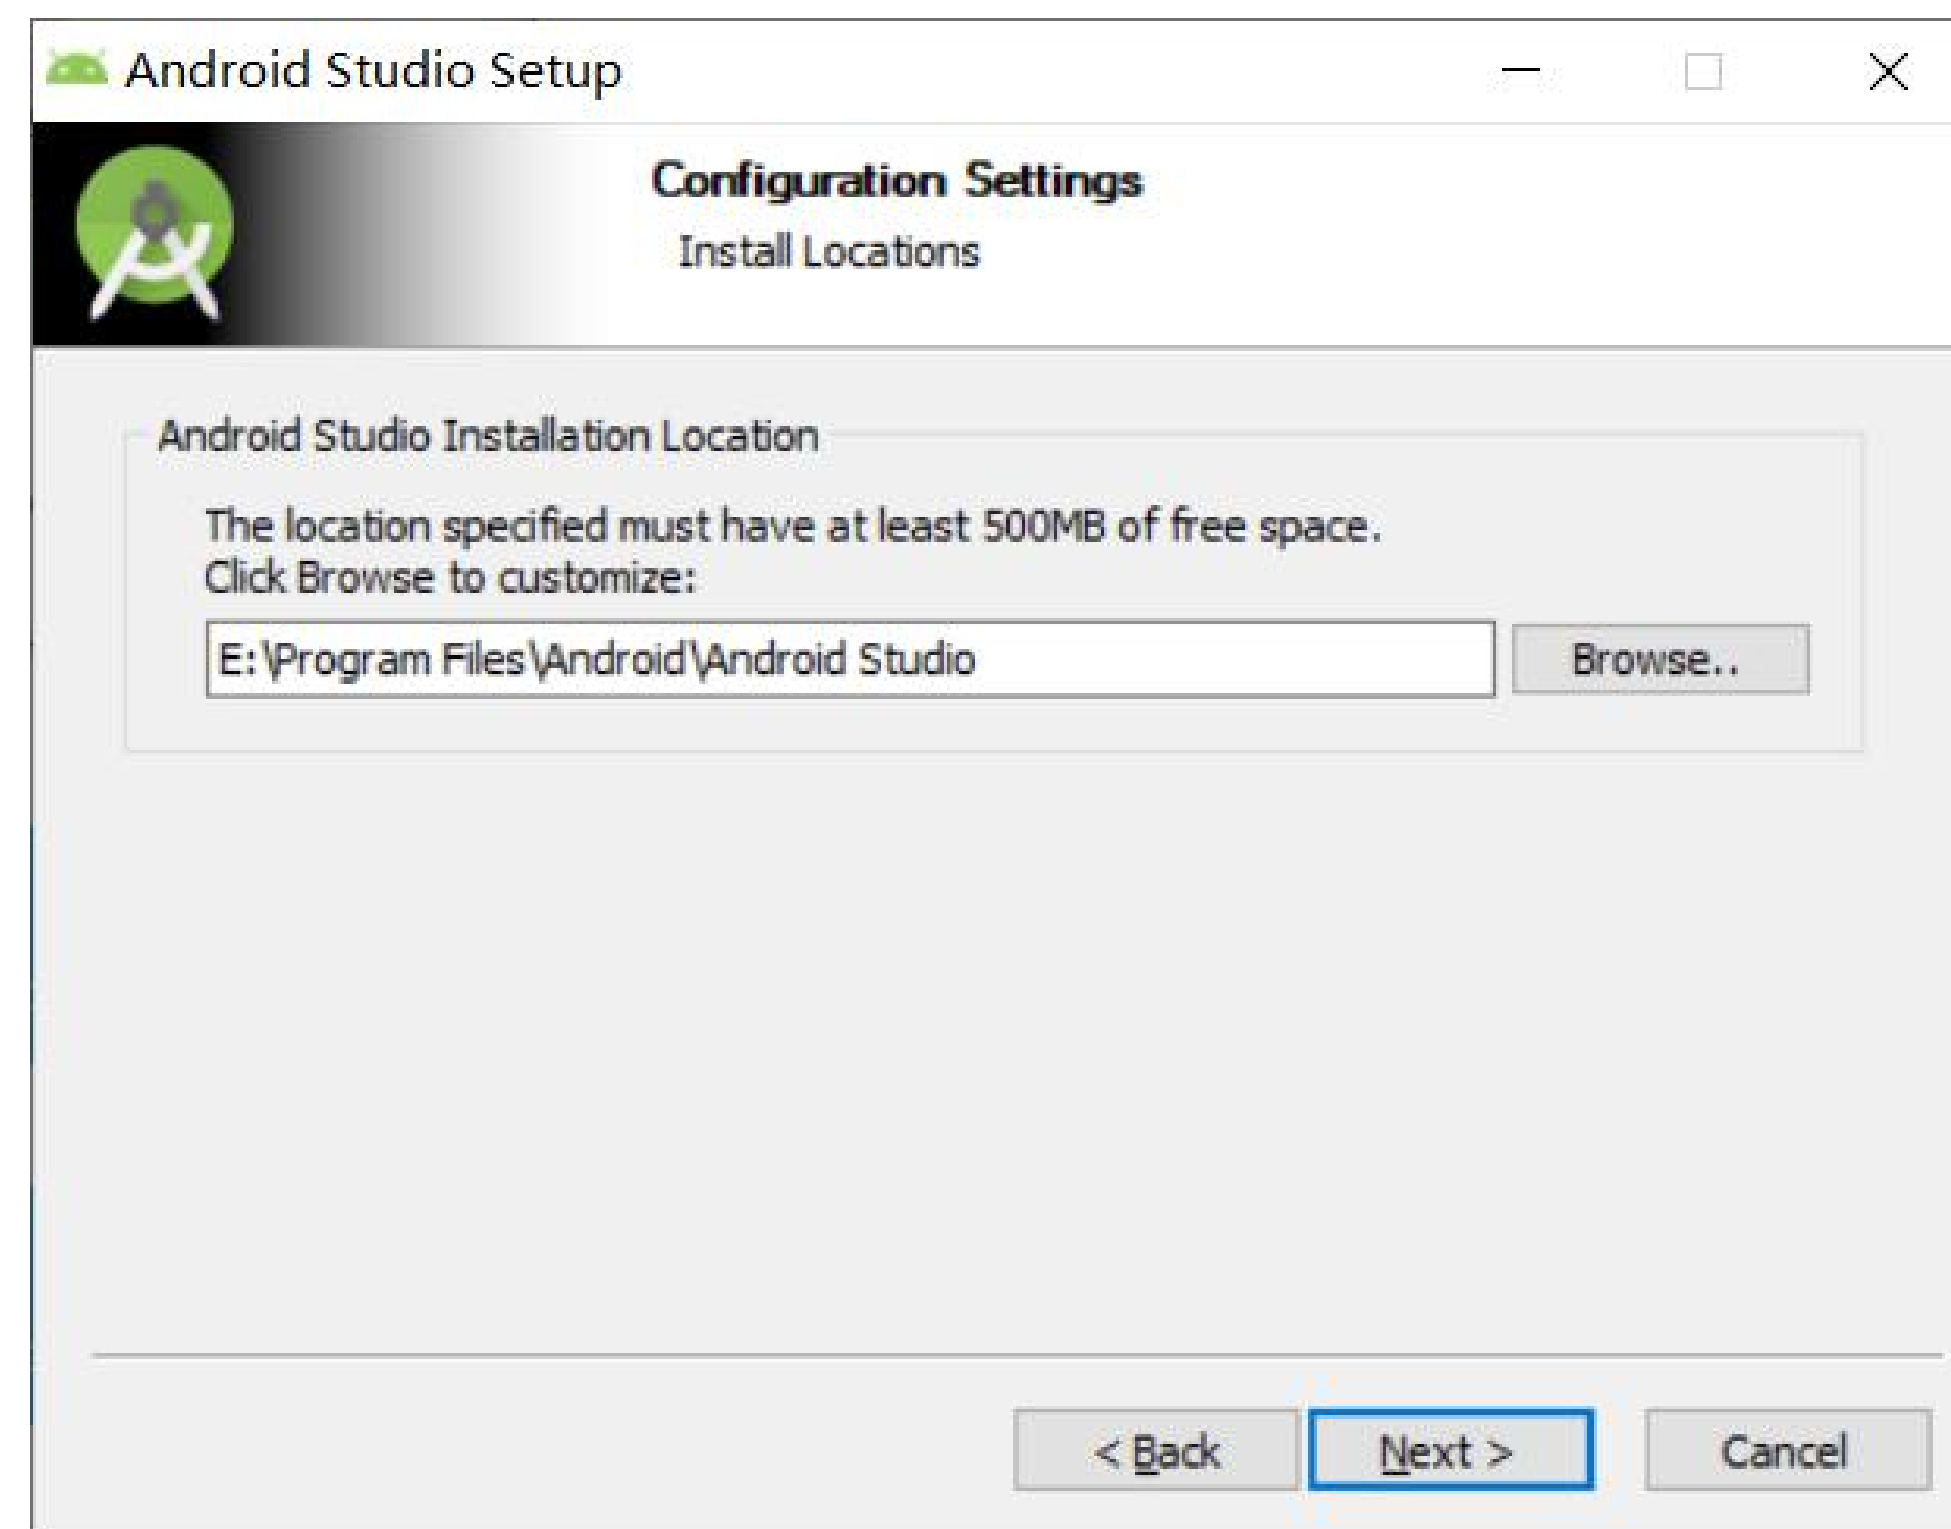 Android Studio Setup
Configuration Settings
Install Locations
Android Studio Installation Location
The location specified must have at least 500MB of free space.
Click Browse to customize:
E:\Program Files\Android\Android Studio
Browse..
< Back
Next >
Cancel